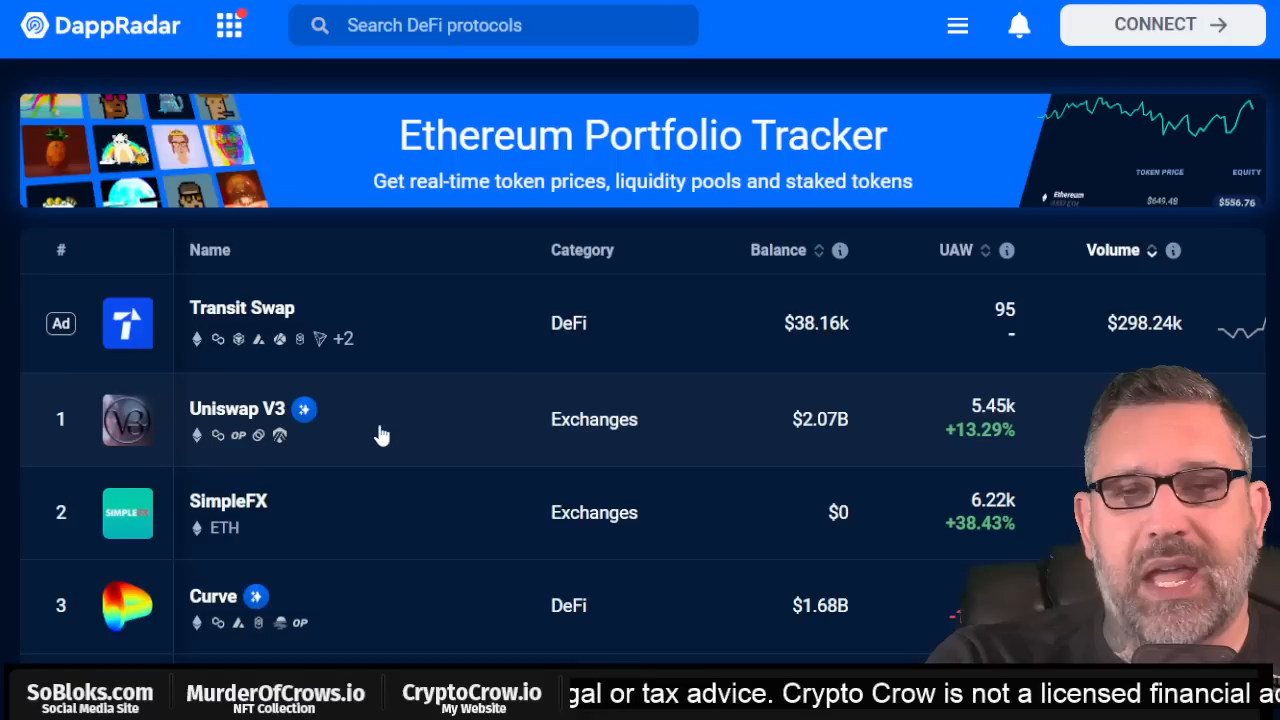 DappRadar
Search DeFi protocols
CONNECT
Ethereum Portfolio Tracker
Get real-time token prices, liquidity pools and staked tokens
TOKEN PRICE EQUITY
Ethereum $649.48 $556.76
# Name Category Balance UAW Volume
Ad Transit Swap DeFi $38.16k 95 $298.24k
+2 -
1 Uniswap V3 Exchanges $2.07B 5.45k
OP +13.29%
2 SimpleFX Exchanges $0 6.22k
ETH +38.43%
3 Curve DeFi $1.68B
OP
SoBloks.com MurderOfCrows.io CryptoCrow.io gal or tax advice. Crypto Crow is not a licensed financial ad
Social Media Site NFT Collection My Website